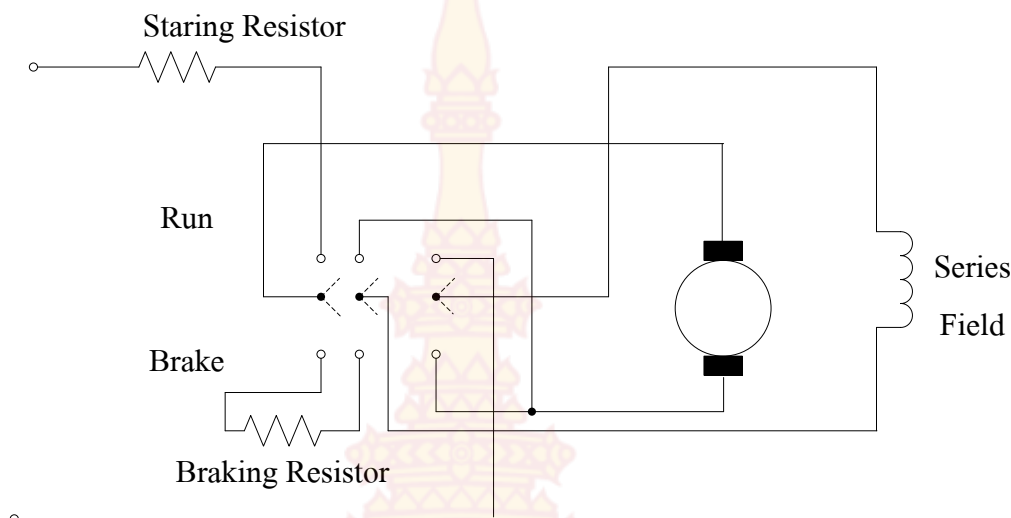 Staring Resistor
Run
Series
Field
Brake
Braking Resistor